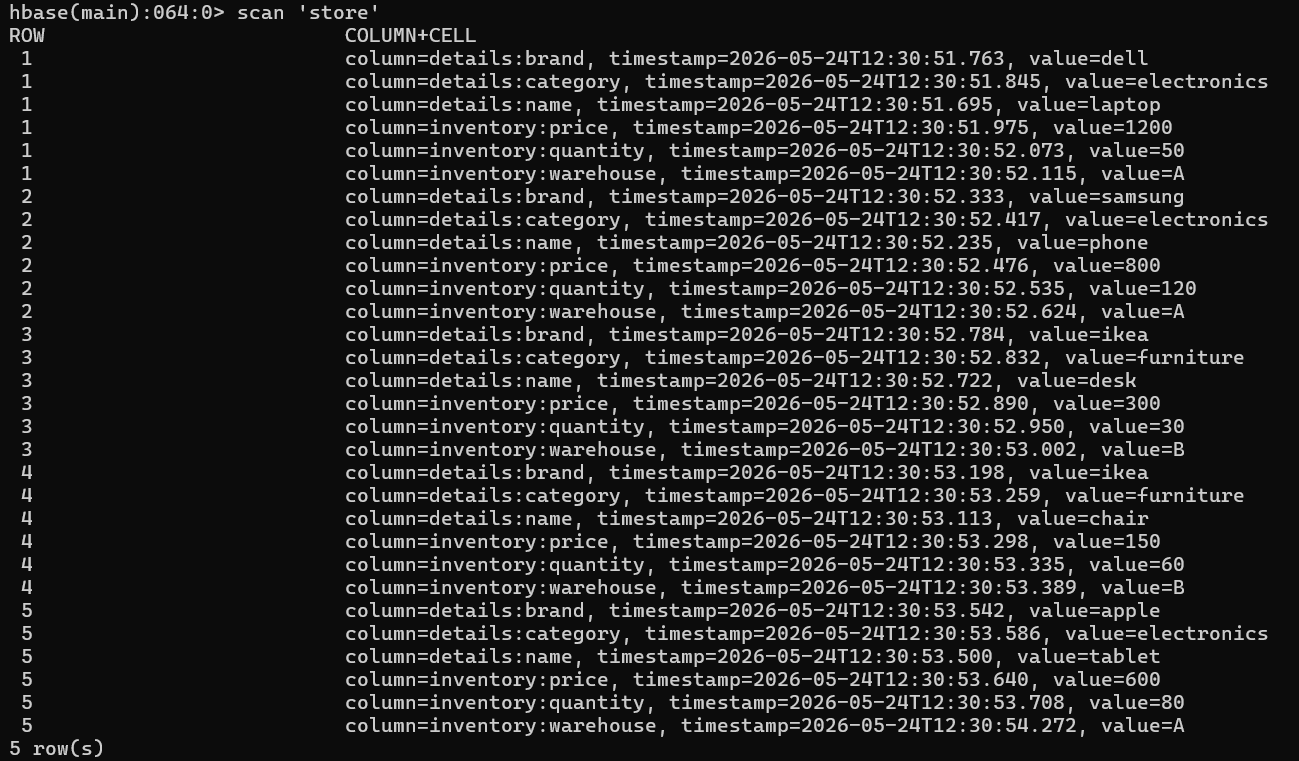 hbase(main):064:0> scan 'store'
ROW COLUMN+CELL
1 column=details:brand, timestamp=2026-05-24T12:30:51.763, value=dell
1 column=details:category, timestamp=2026-05-24T12:30:51.845, value=electronics
1 column=details:name, timestamp=2026-05-24T12:30:51.695, value=laptop
1 column=inventory:price, timestamp=2026-05-24T12:30:51.975, value=1200
1 column=inventory:quantity, timestamp=2026-05-24T12:30:52.073, value=50
1 column=inventory:warehouse, timestamp=2026-05-24T12:30:52.115, value=A
2 column=details:brand, timestamp=2026-05-24T12:30:52.333, value=samsung
2 column=details:category, timestamp=2026-05-24T12:30:52.417, value=electronics
2 column=details:name, timestamp=2026-05-24T12:30:52.235, value=phone
2 column=inventory:price, timestamp=2026-05-24T12:30:52.476, value=800
2 column=inventory:quantity, timestamp=2026-05-24T12:30:52.535, value=120
2 column=inventory:warehouse, timestamp=2026-05-24T12:30:52.624, value=A
3 column=details:brand, timestamp=2026-05-24T12:30:52.784, value=ikea
3 column=details:category, timestamp=2026-05-24T12:30:52.832, value=furniture
3 column=details:name, timestamp=2026-05-24T12:30:52.722, value=desk
3 column=inventory:price, timestamp=2026-05-24T12:30:52.890, value=300
3 column=inventory:quantity, timestamp=2026-05-24T12:30:52.950, value=30
3 column=inventory:warehouse, timestamp=2026-05-24T12:30:53.002, value=B
4 column=details:brand, timestamp=2026-05-24T12:30:53.198, value=ikea
4 column=details:category, timestamp=2026-05-24T12:30:53.259, value=furniture
4 column=details:name, timestamp=2026-05-24T12:30:53.113, value=chair
4 column=inventory:price, timestamp=2026-05-24T12:30:53.298, value=150
4 column=inventory:quantity, timestamp=2026-05-24T12:30:53.335, value=60
4 column=inventory:warehouse, timestamp=2026-05-24T12:30:53.389, value=B
5 column=details:brand, timestamp=2026-05-24T12:30:53.542, value=apple
5 column=details:category, timestamp=2026-05-24T12:30:53.586, value=electronics
5 column=details:name, timestamp=2026-05-24T12:30:53.500, value=tablet
5 column=inventory:price, timestamp=2026-05-24T12:30:53.640, value=600
5 column=inventory:quantity, timestamp=2026-05-24T12:30:53.708, value=80
5 column=inventory:warehouse, timestamp=2026-05-24T12:30:54.272, value=A
5 row(s)